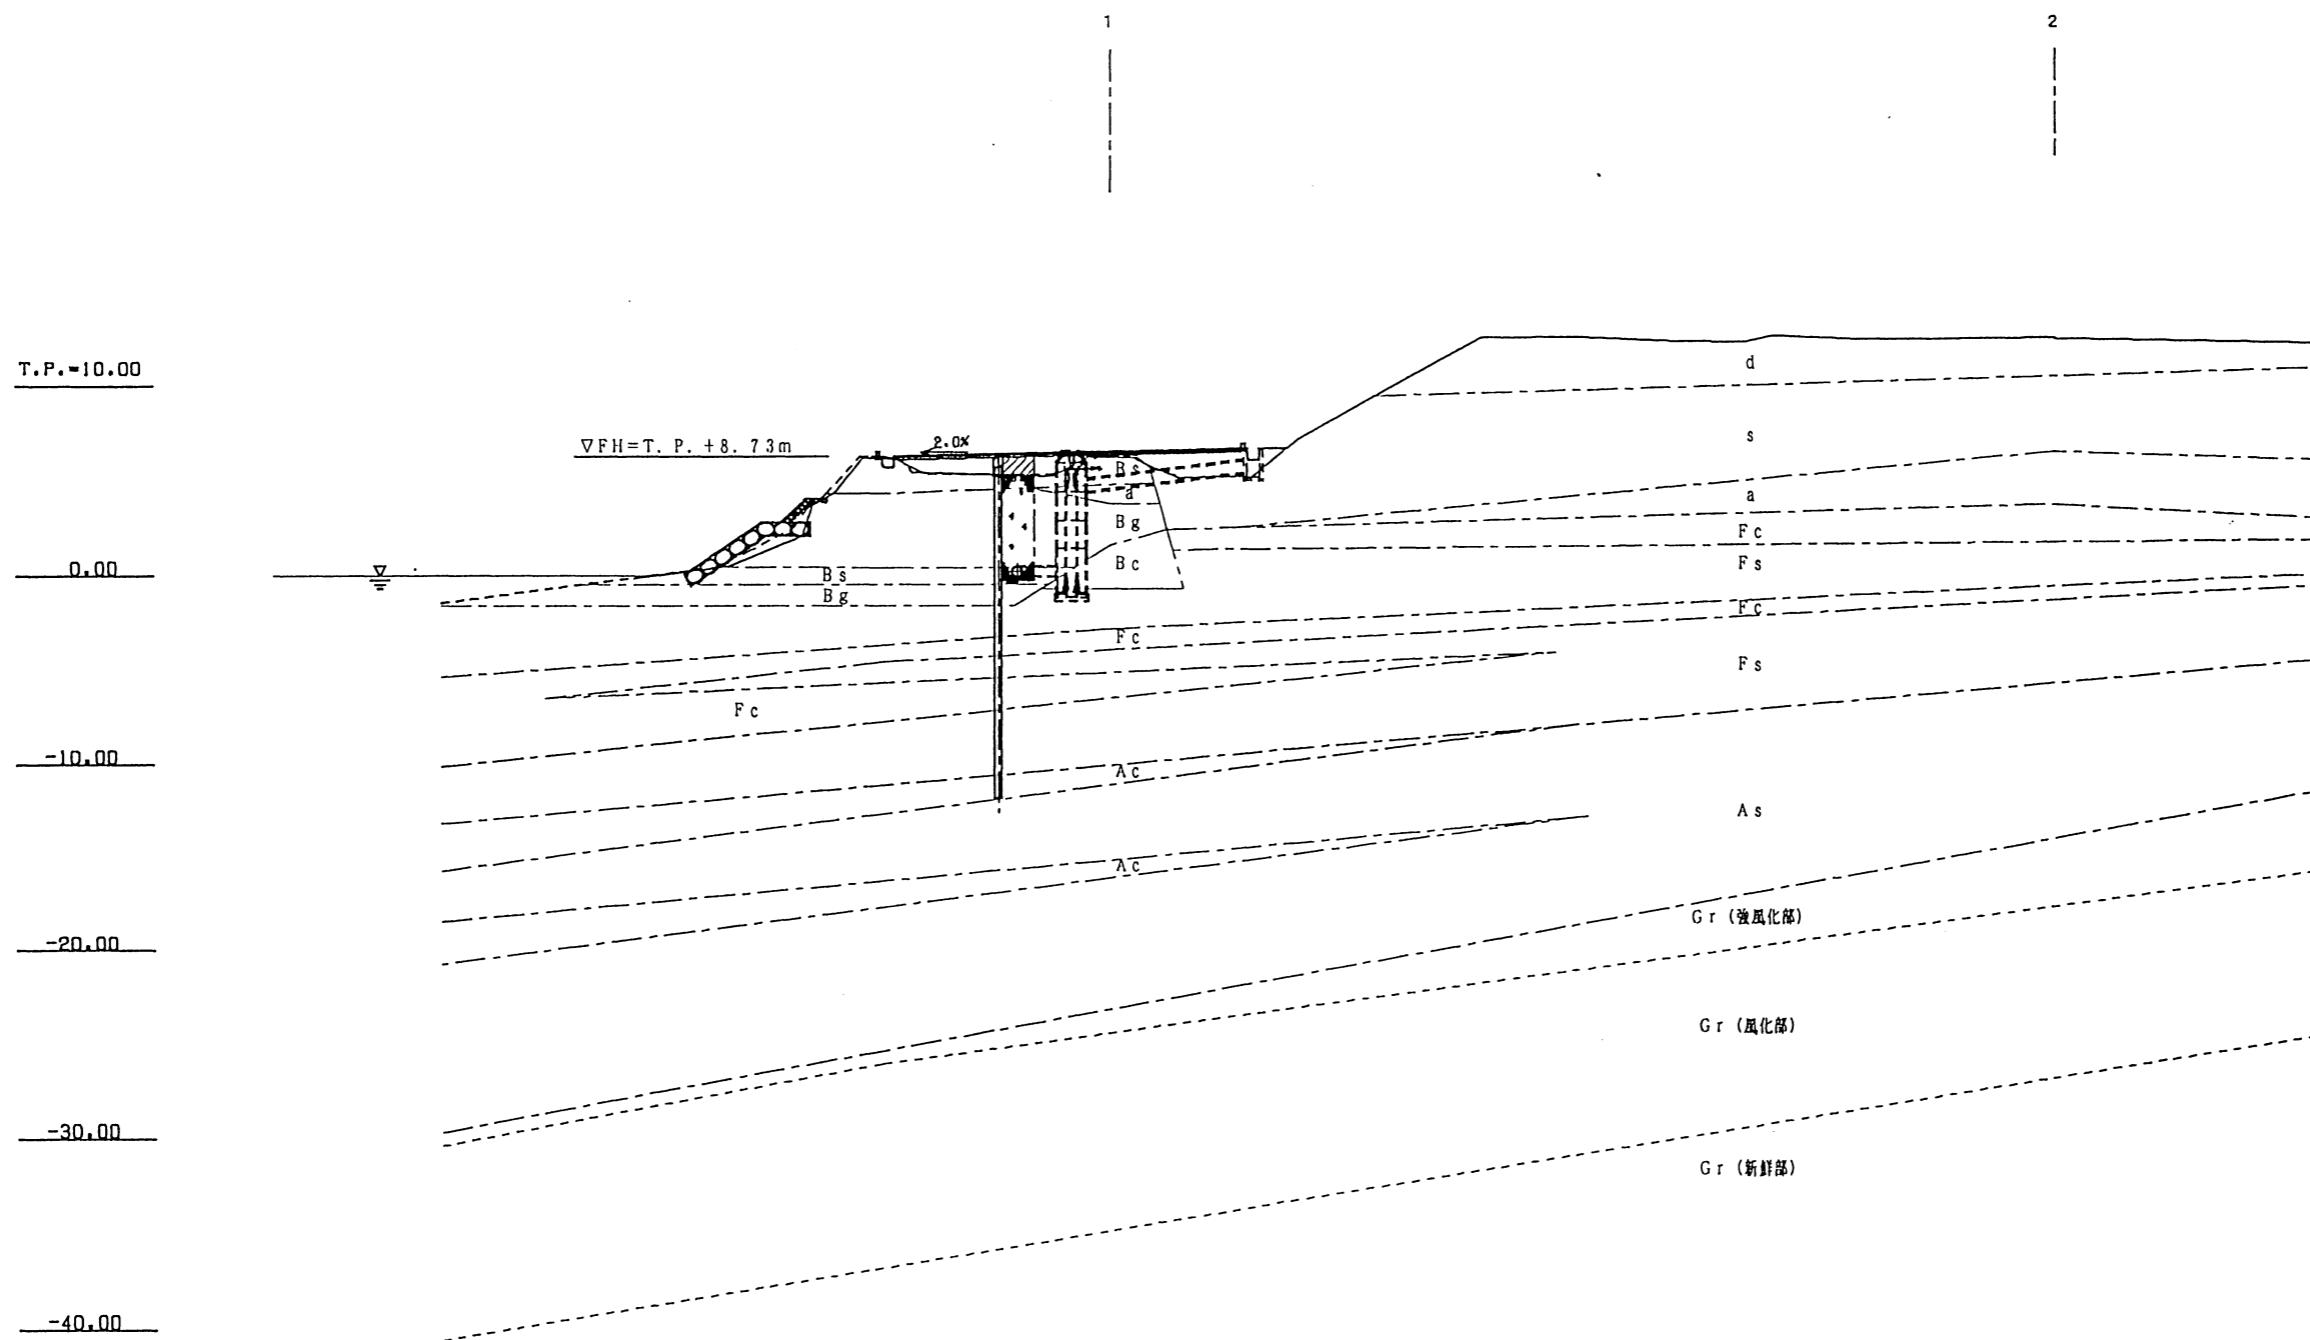 1
2
T.P.=10.00
d
s
∇FH=T.P.+8.73m
2.0%
Bs
a
a
Bg
Fc
Bc
Fs
0.00
Bs
Bg
Fc
Fc
Fs
Fc
-10.00
Ac
As
Ac
Gr(強風化部)
-20.00
Gr(風化部)
-30.00
Gr(新鮮部)
-40.00